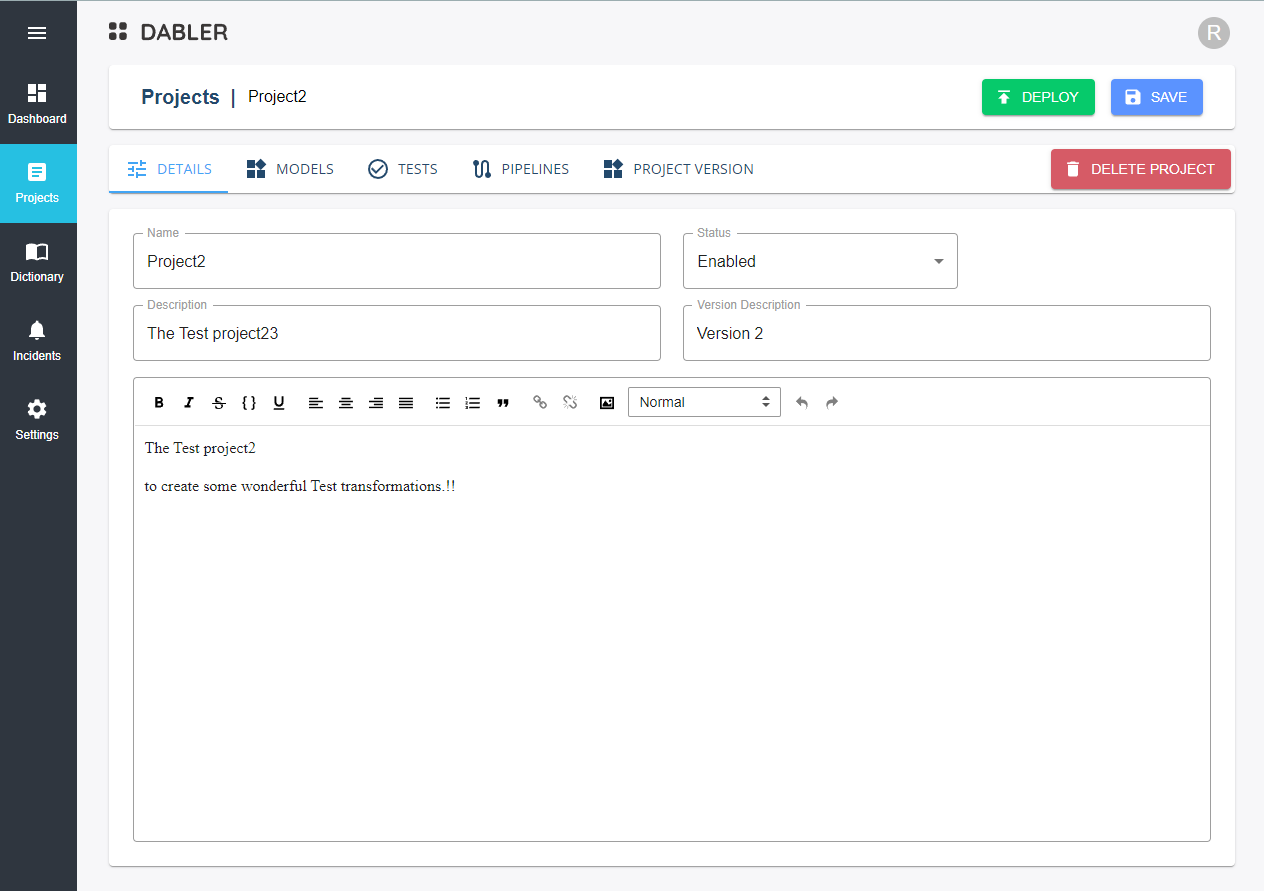 DABLER
R
Dashboard
Projects
Dictionary
Incidents
Settings
Projects | Project2
DEPLOY
SAVE
DETAILS
MODELS
TESTS
PIPELINES
PROJECT VERSION
DELETE PROJECT
Name
Project2
Status
Enabled
Description
The Test project23
Version Description
Version 2
B I S {} U
Normal
The Test project2
to create some wonderful Test transformations.!!